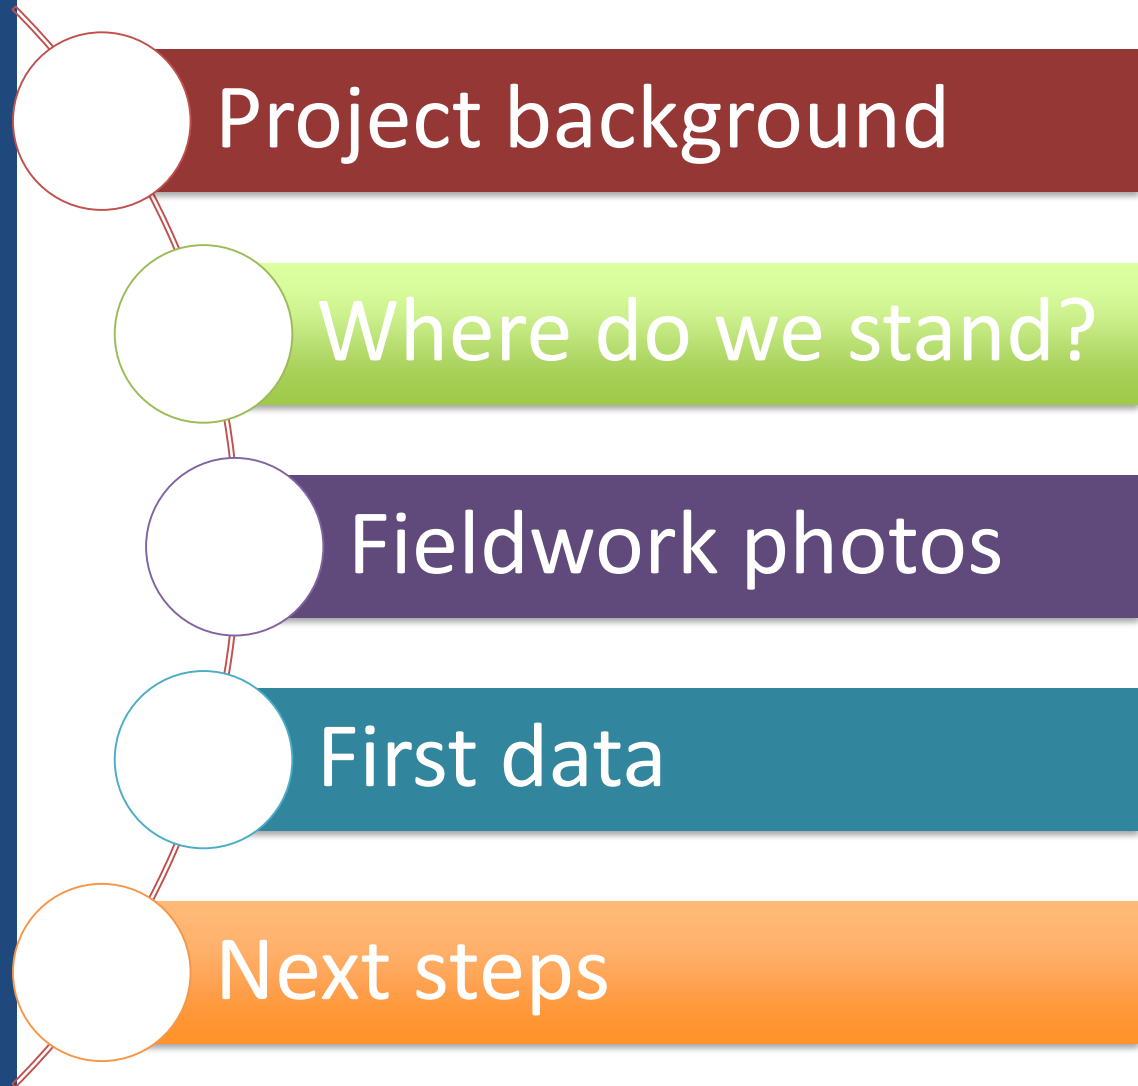 Project background
Where do we stand?
Fieldwork photos
First data
Next steps